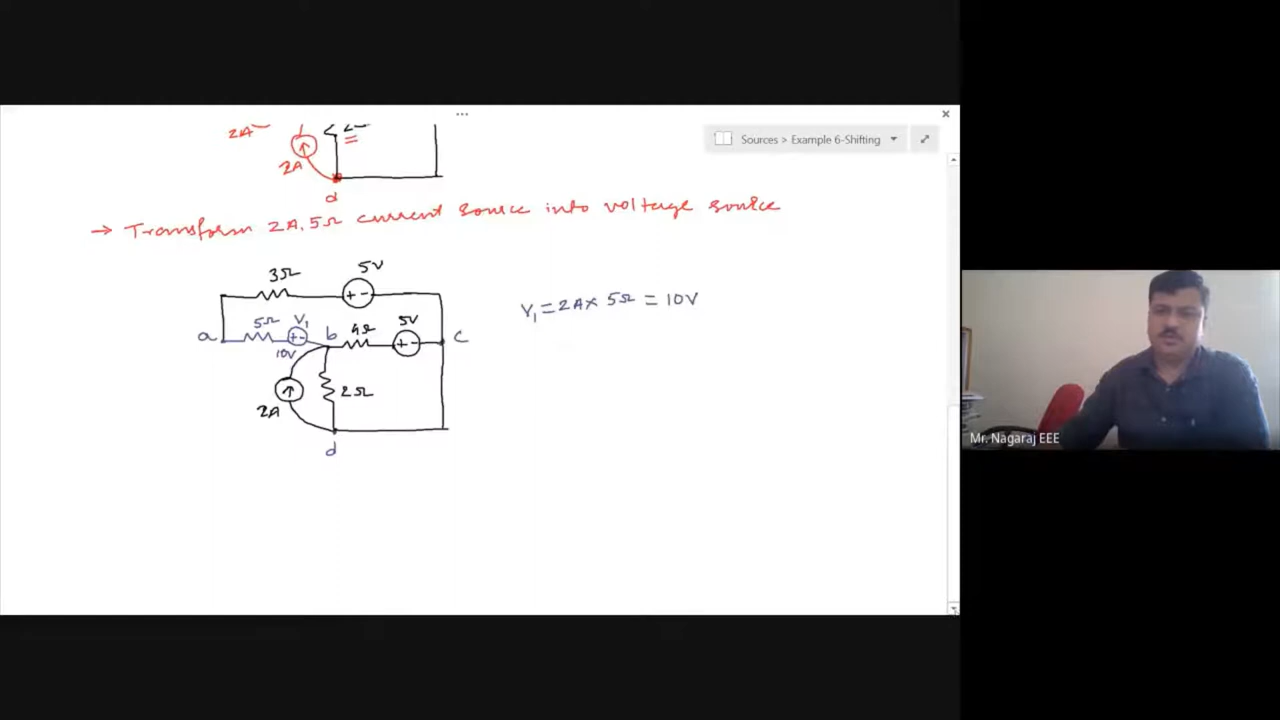 2A
2Ω
Sources > Example 6-Shifting
2A
d
→ Transform 2A, 5Ω current source into voltage source
3Ω
5V
+ -
V₁ = 2A × 5Ω = 10V
a
5Ω
V₁
+ -
10V
b
4Ω
5V
+ -
c
2A
2Ω
d
Mr. Nagaraj EEE